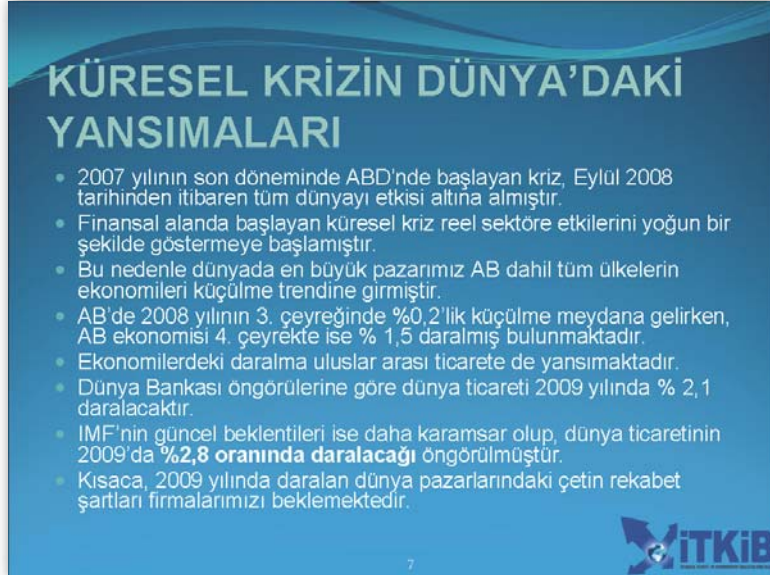 KÜRESEL KRİZİN DÜNYA’DAKİ
YANSIMALARI
2007 yılının son döneminde ABD’nde başlayan kriz, Eylül 2008
tarihinden itibaren tüm dünyayı etkisi altına almıştır.
Finansal alanda başlayan küresel kriz reel sektöre etkilerini yoğun bir
şekilde göstermeye başlamıştır.
Bu nedenle dünyada en büyük pazarımız AB dahil tüm ülkelerin
ekonomileri küçülme trendine girmiştir.
AB’de 2008 yılının 3. çeyreğinde %0,2’lik küçülme meydana gelirken,
AB ekonomisi 4. çeyrekte ise % 1,5 daralmış bulunmaktadır.
Ekonomilerdeki daralma uluslar arası ticarete de yansımaktadır.
Dünya Bankası öngörülerine göre dünya ticareti 2009 yılında % 2,1
daralacaktır.
IMF’nin güncel beklentileri ise daha karamsar olup, dünya ticaretinin
2009’da %2,8 oranında daralacağı öngörülmüştür.
Kısaca, 2009 yılında daralan dünya pazarlarındaki çetin rekabet
şartları firmalarımızı beklemektedir.
7
İTKİB